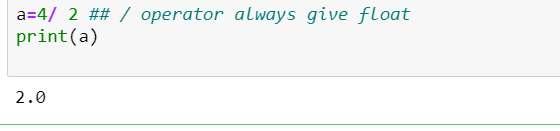 a=4/ 2 ## / operator always give float
print(a)
2.0